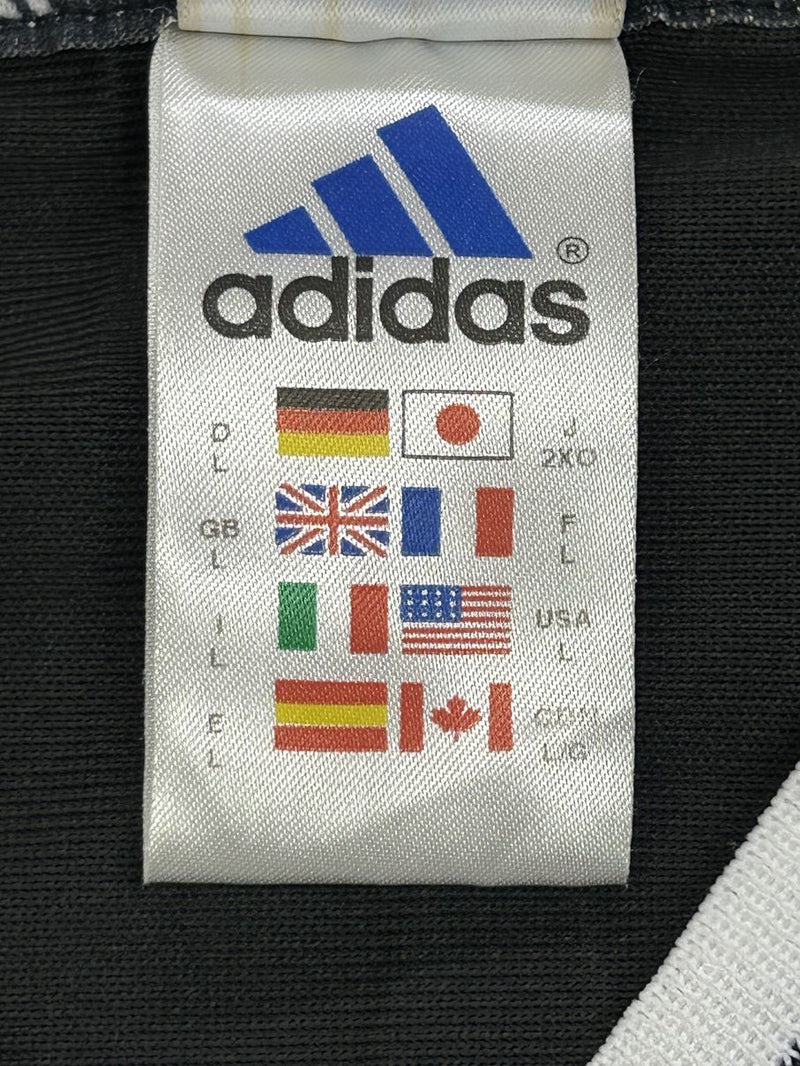 adidas ®
D J
L 2XO
GB F
L L
I USA
L L
E CDN
L L/G